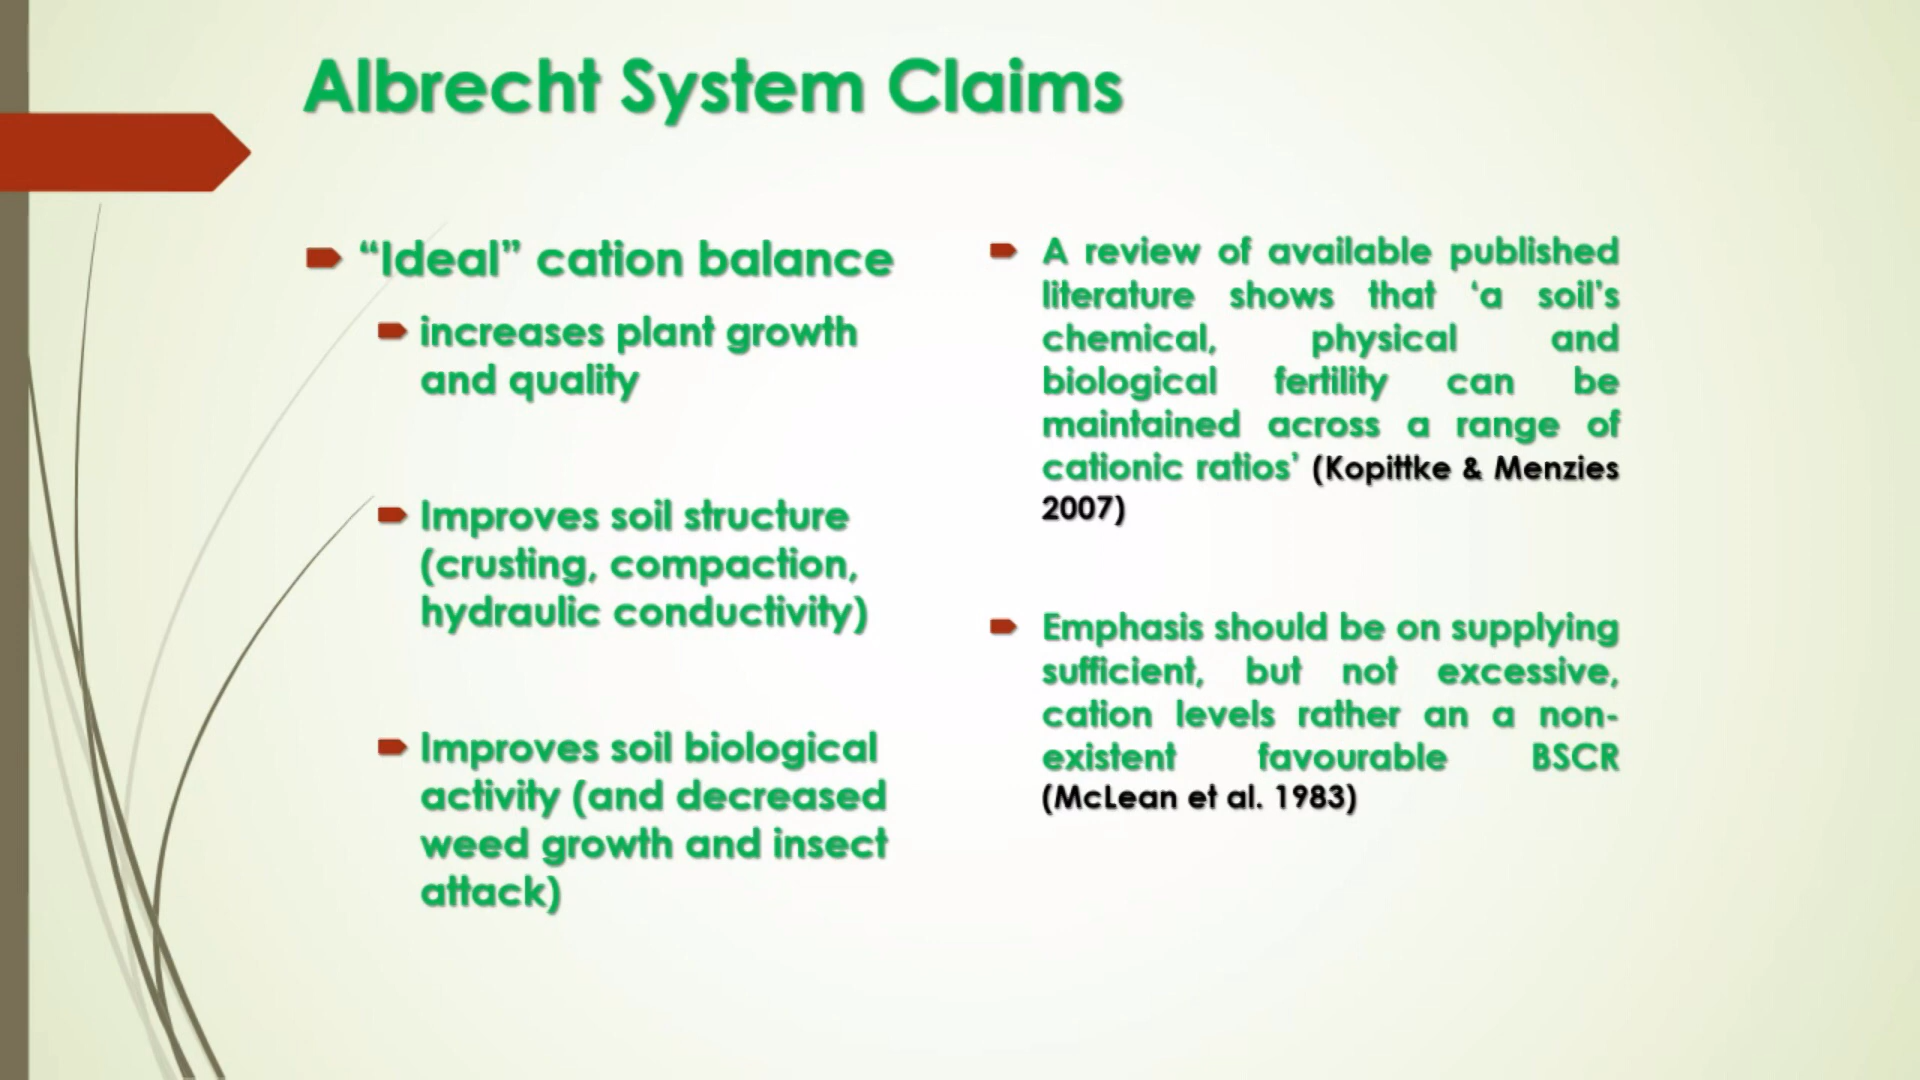 Albrecht System Claims
“Ideal” cation balance
increases plant growth
and quality
Improves soil structure
(crusting, compaction,
hydraulic conductivity)
Improves soil biological
activity (and decreased
weed growth and insect
attack)
A review of available published
literature shows that ‘a soil’s
chemical, physical and
biological fertility can be
maintained across a range of
cationic ratios’ (Kopittke & Menzies
2007)
Emphasis should be on supplying
sufficient, but not excessive,
cation levels rather an a non-
existent favourable BSCR
(McLean et al. 1983)